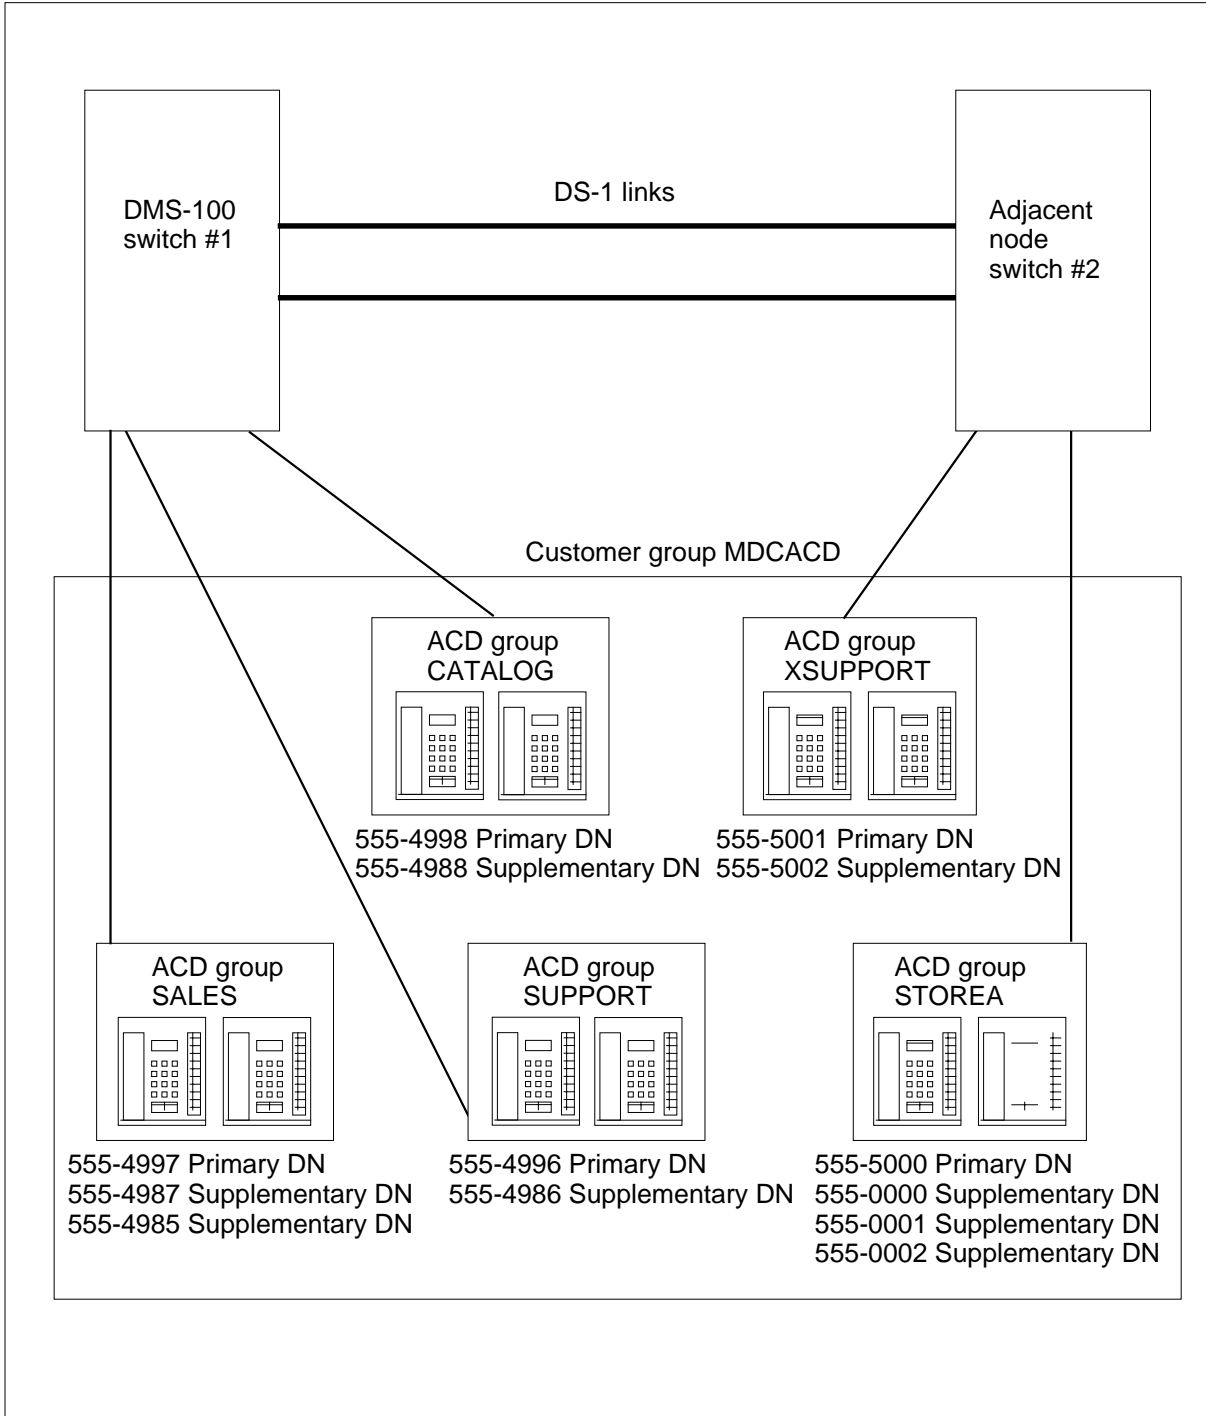 DMS-100
switch #1
DS-1 links
Adjacent
node
switch #2
Customer group MDCACD
ACD group
CATALOG
555-4998 Primary DN
555-4988 Supplementary DN
ACD group
XSUPPORT
555-5001 Primary DN
555-5002 Supplementary DN
ACD group
SALES
555-4997 Primary DN
555-4987 Supplementary DN
555-4985 Supplementary DN
ACD group
SUPPORT
555-4996 Primary DN
555-4986 Supplementary DN
ACD group
STOREA
555-5000 Primary DN
555-0000 Supplementary DN
555-0001 Supplementary DN
555-0002 Supplementary DN